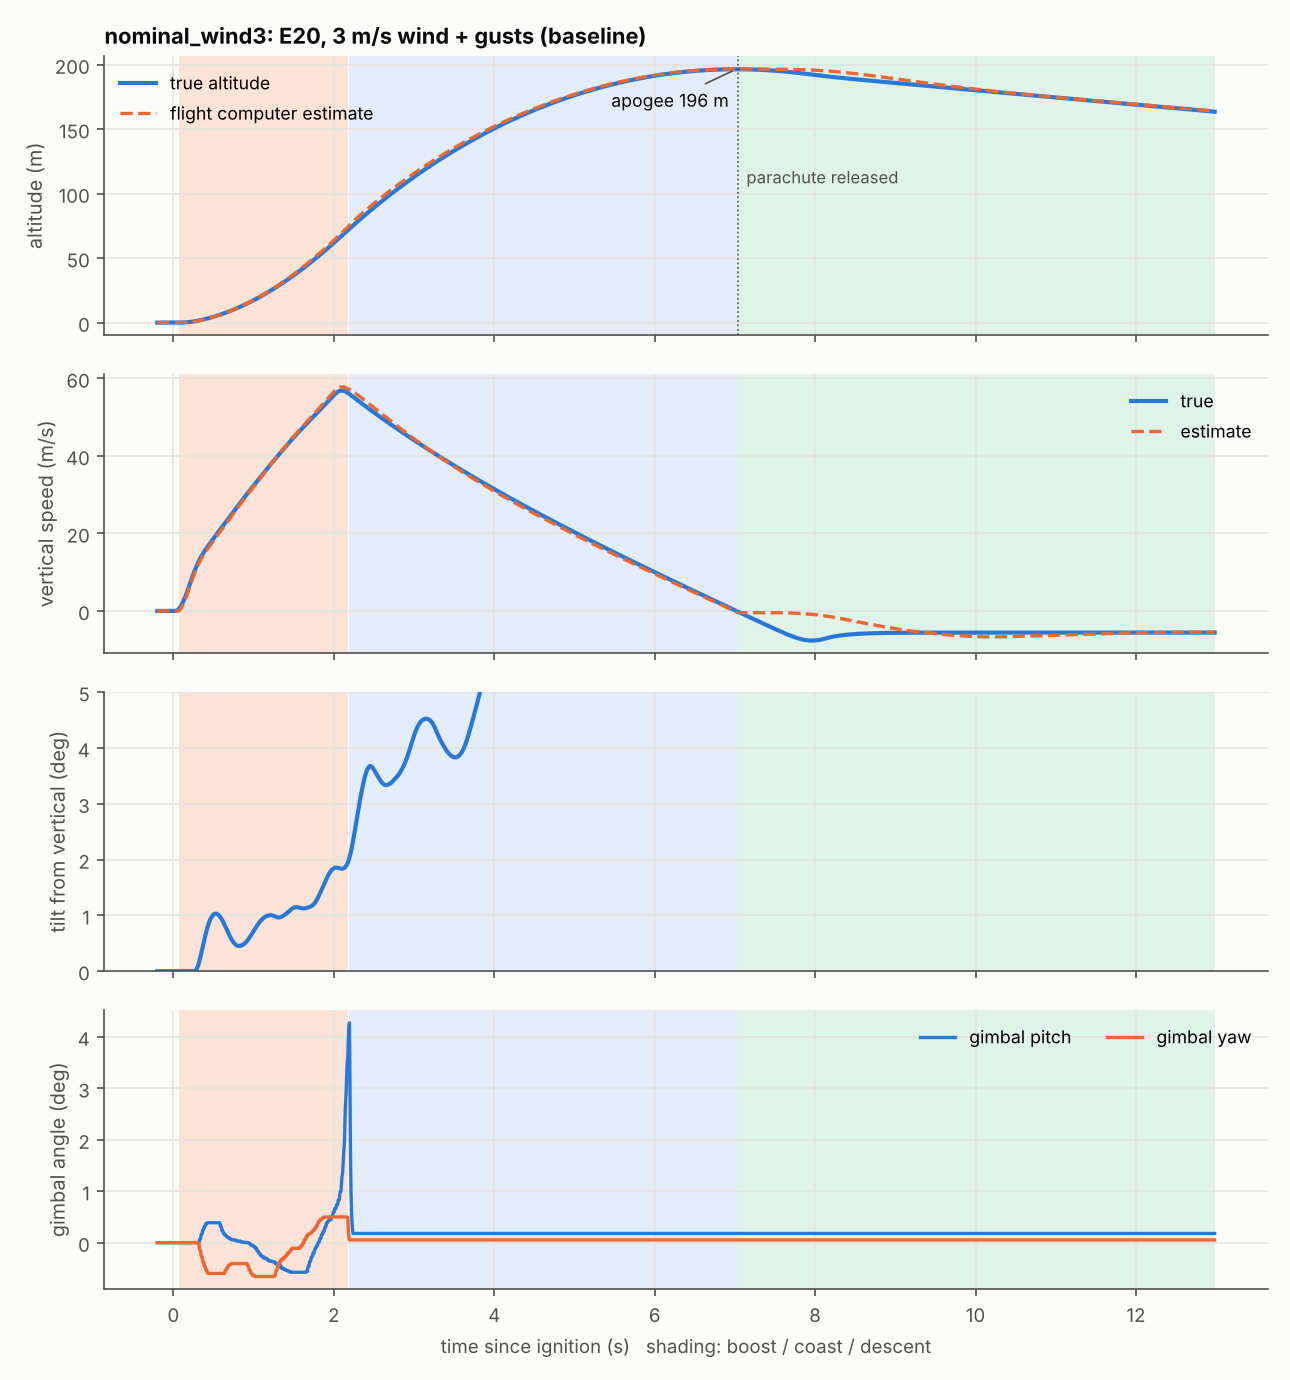 nominal_wind3: E20, 3 m/s wind + gusts (baseline)
200
150
100
50
0
altitude (m)
true altitude
flight computer estimate
apogee 196 m
parachute released
60
40
20
0
vertical speed (m/s)
true
estimate
5
4
3
2
1
0
tilt from vertical (deg)
4
3
2
1
0
gimbal angle (deg)
gimbal pitch
gimbal yaw
0 2 4 6 8 10 12
time since ignition (s) shading: boost / coast / descent